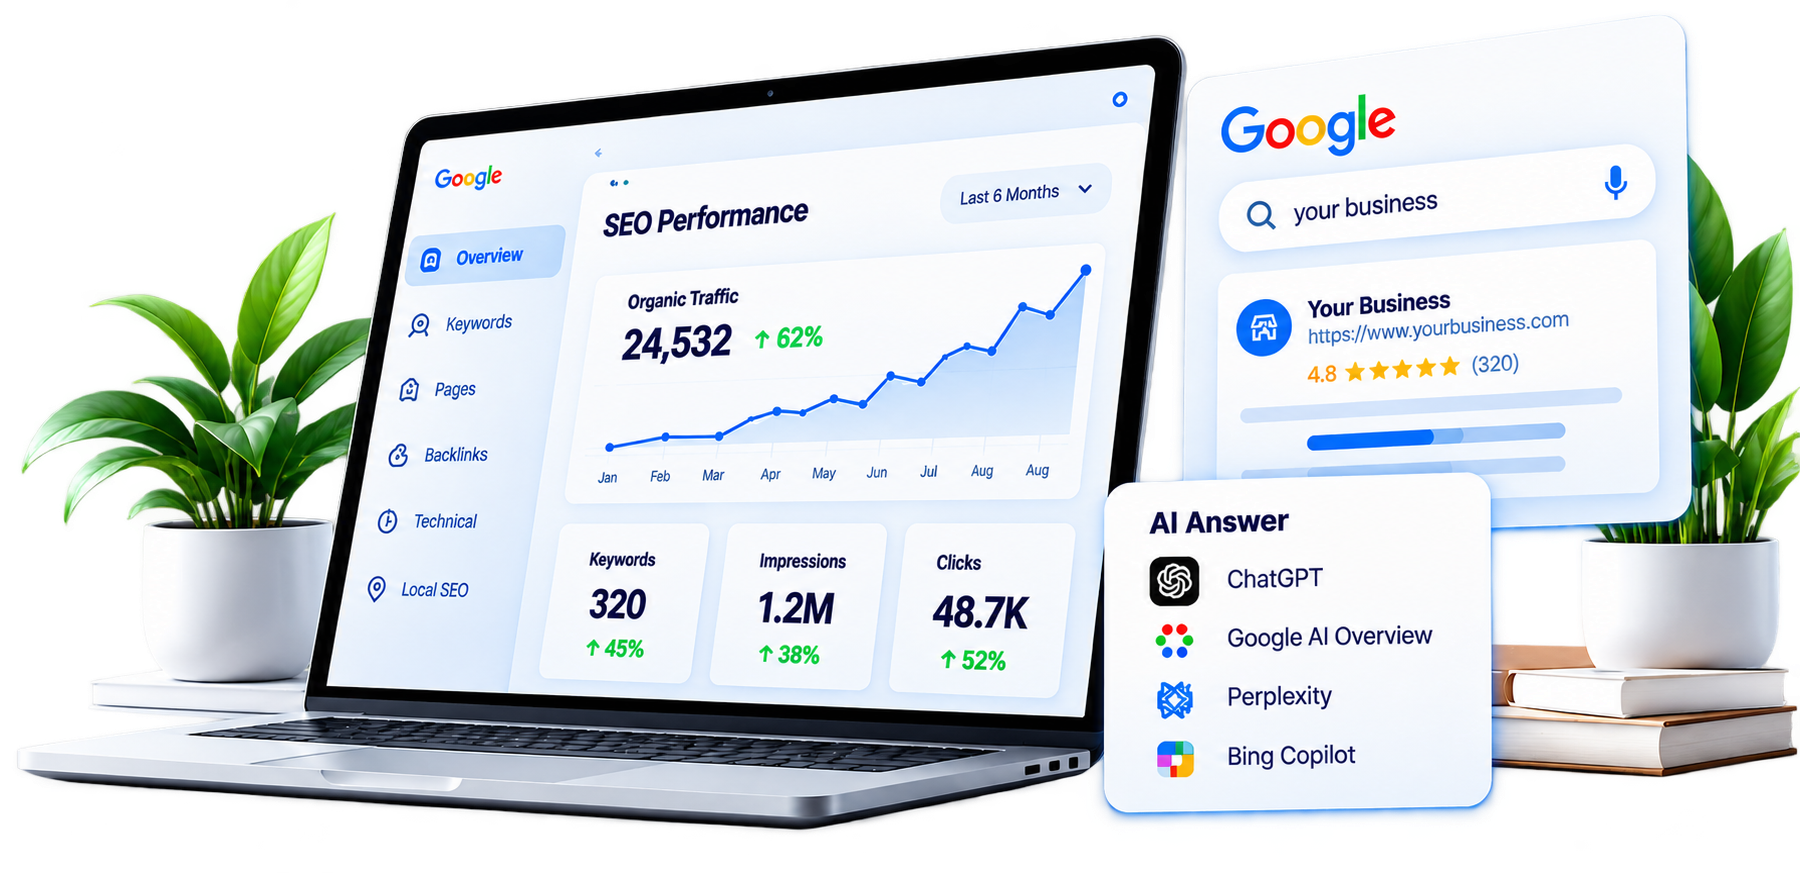 Google
Overview
Keywords
Pages
Backlinks
Technical
Local SEO
SEO Performance
Last 6 Months
Organic Traffic
24,532 ↑ 62%
Jan Feb Mar Apr May Jun Jul Aug Aug
Keywords
320
↑ 45%
Impressions
1.2M
↑ 38%
Clicks
48.7K
↑ 52%
Google
your business
Your Business
https://www.yourbusiness.com
4.8 ★★★★★ (320)
AI Answer
ChatGPT
Google AI Overview
Perplexity
Bing Copilot